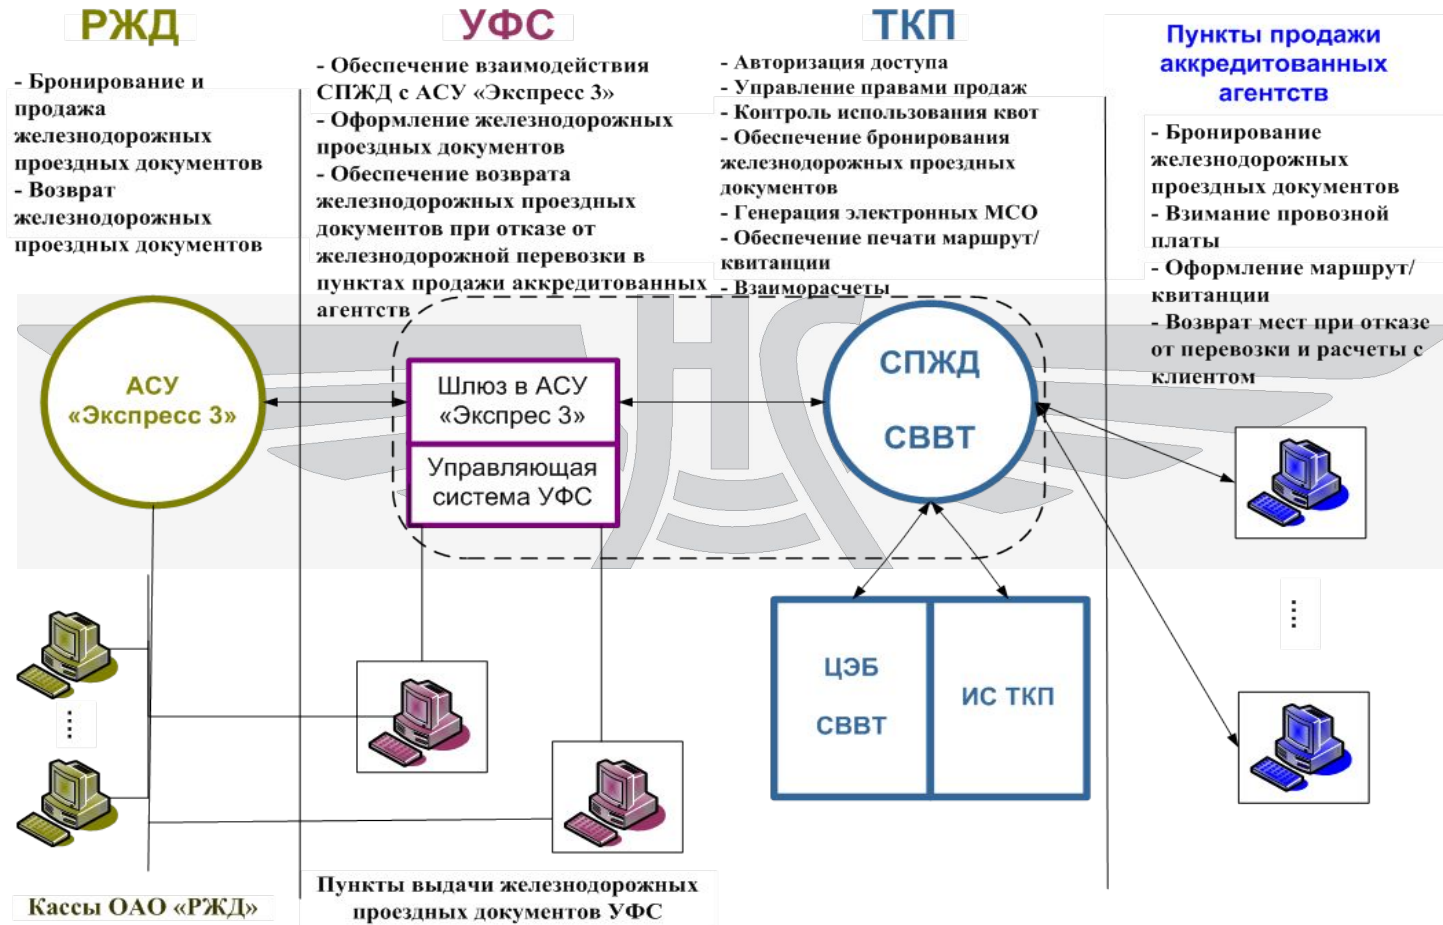 РЖД
- Бронирование и
продажа
железнодорожных
проездных документов
- Возврат
железнодорожных
проездных документов
УФС
- Обеспечение взаимодействия
СПЖД с АСУ «Экспрес 3»
- Оформление железнодорожных
проездных документов
- Обеспечение возврата
железнодорожных проездных
документов при отказе от
железнодорожной перевозки в
пунктах продажи аккредитованных
агентств
ТКП
- Авторизация доступа
- Управление правами продаж
- Контроль использования квот
- Обеспечение бронирования
железнодорожных проездных
документов
- Генерация электронных МСО
- Обеспечение печати маршрут/
квитанции
- Взаиморасчеты
Пункты продажи
аккредитованных
агентств
- Бронирование
железнодорожных
проездных документов
- Взимание провозной
платы
- Оформление маршрут/
квитанции
- Возврат мест при отказе
от перевозки и расчеты с
клиентом
АСУ
«Экспресс 3»
Шлюз в АСУ
«Экспрес 3»
Управляющая
система УФС
СПЖД
СВВТ
ЦЭБ
СВВТ
ИС ТКП
Кассы ОАО «РЖД»
Пункты выдачи железнодорожных
проездных документов УФС